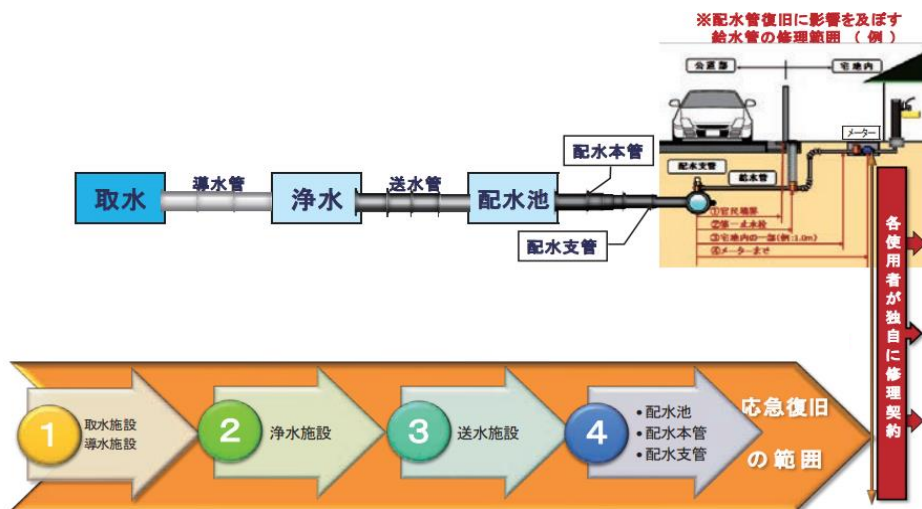 ※配水管復旧に影響を及ぼす
給水管の修理範囲（例）
公道部
宅地内
メーター
配水本管
配水支管
給水管
取水
導水管
浄水
送水管
配水池
配水支管
①官民境界
②第一止水栓
③宅地内の一部(例:1.0m)
④メーターまで
各使用者が独自に修理契約
1
取水施設
導水施設
2
浄水施設
3
送水施設
4
•配水池
•配水本管
•配水支管
応急復旧
の範囲